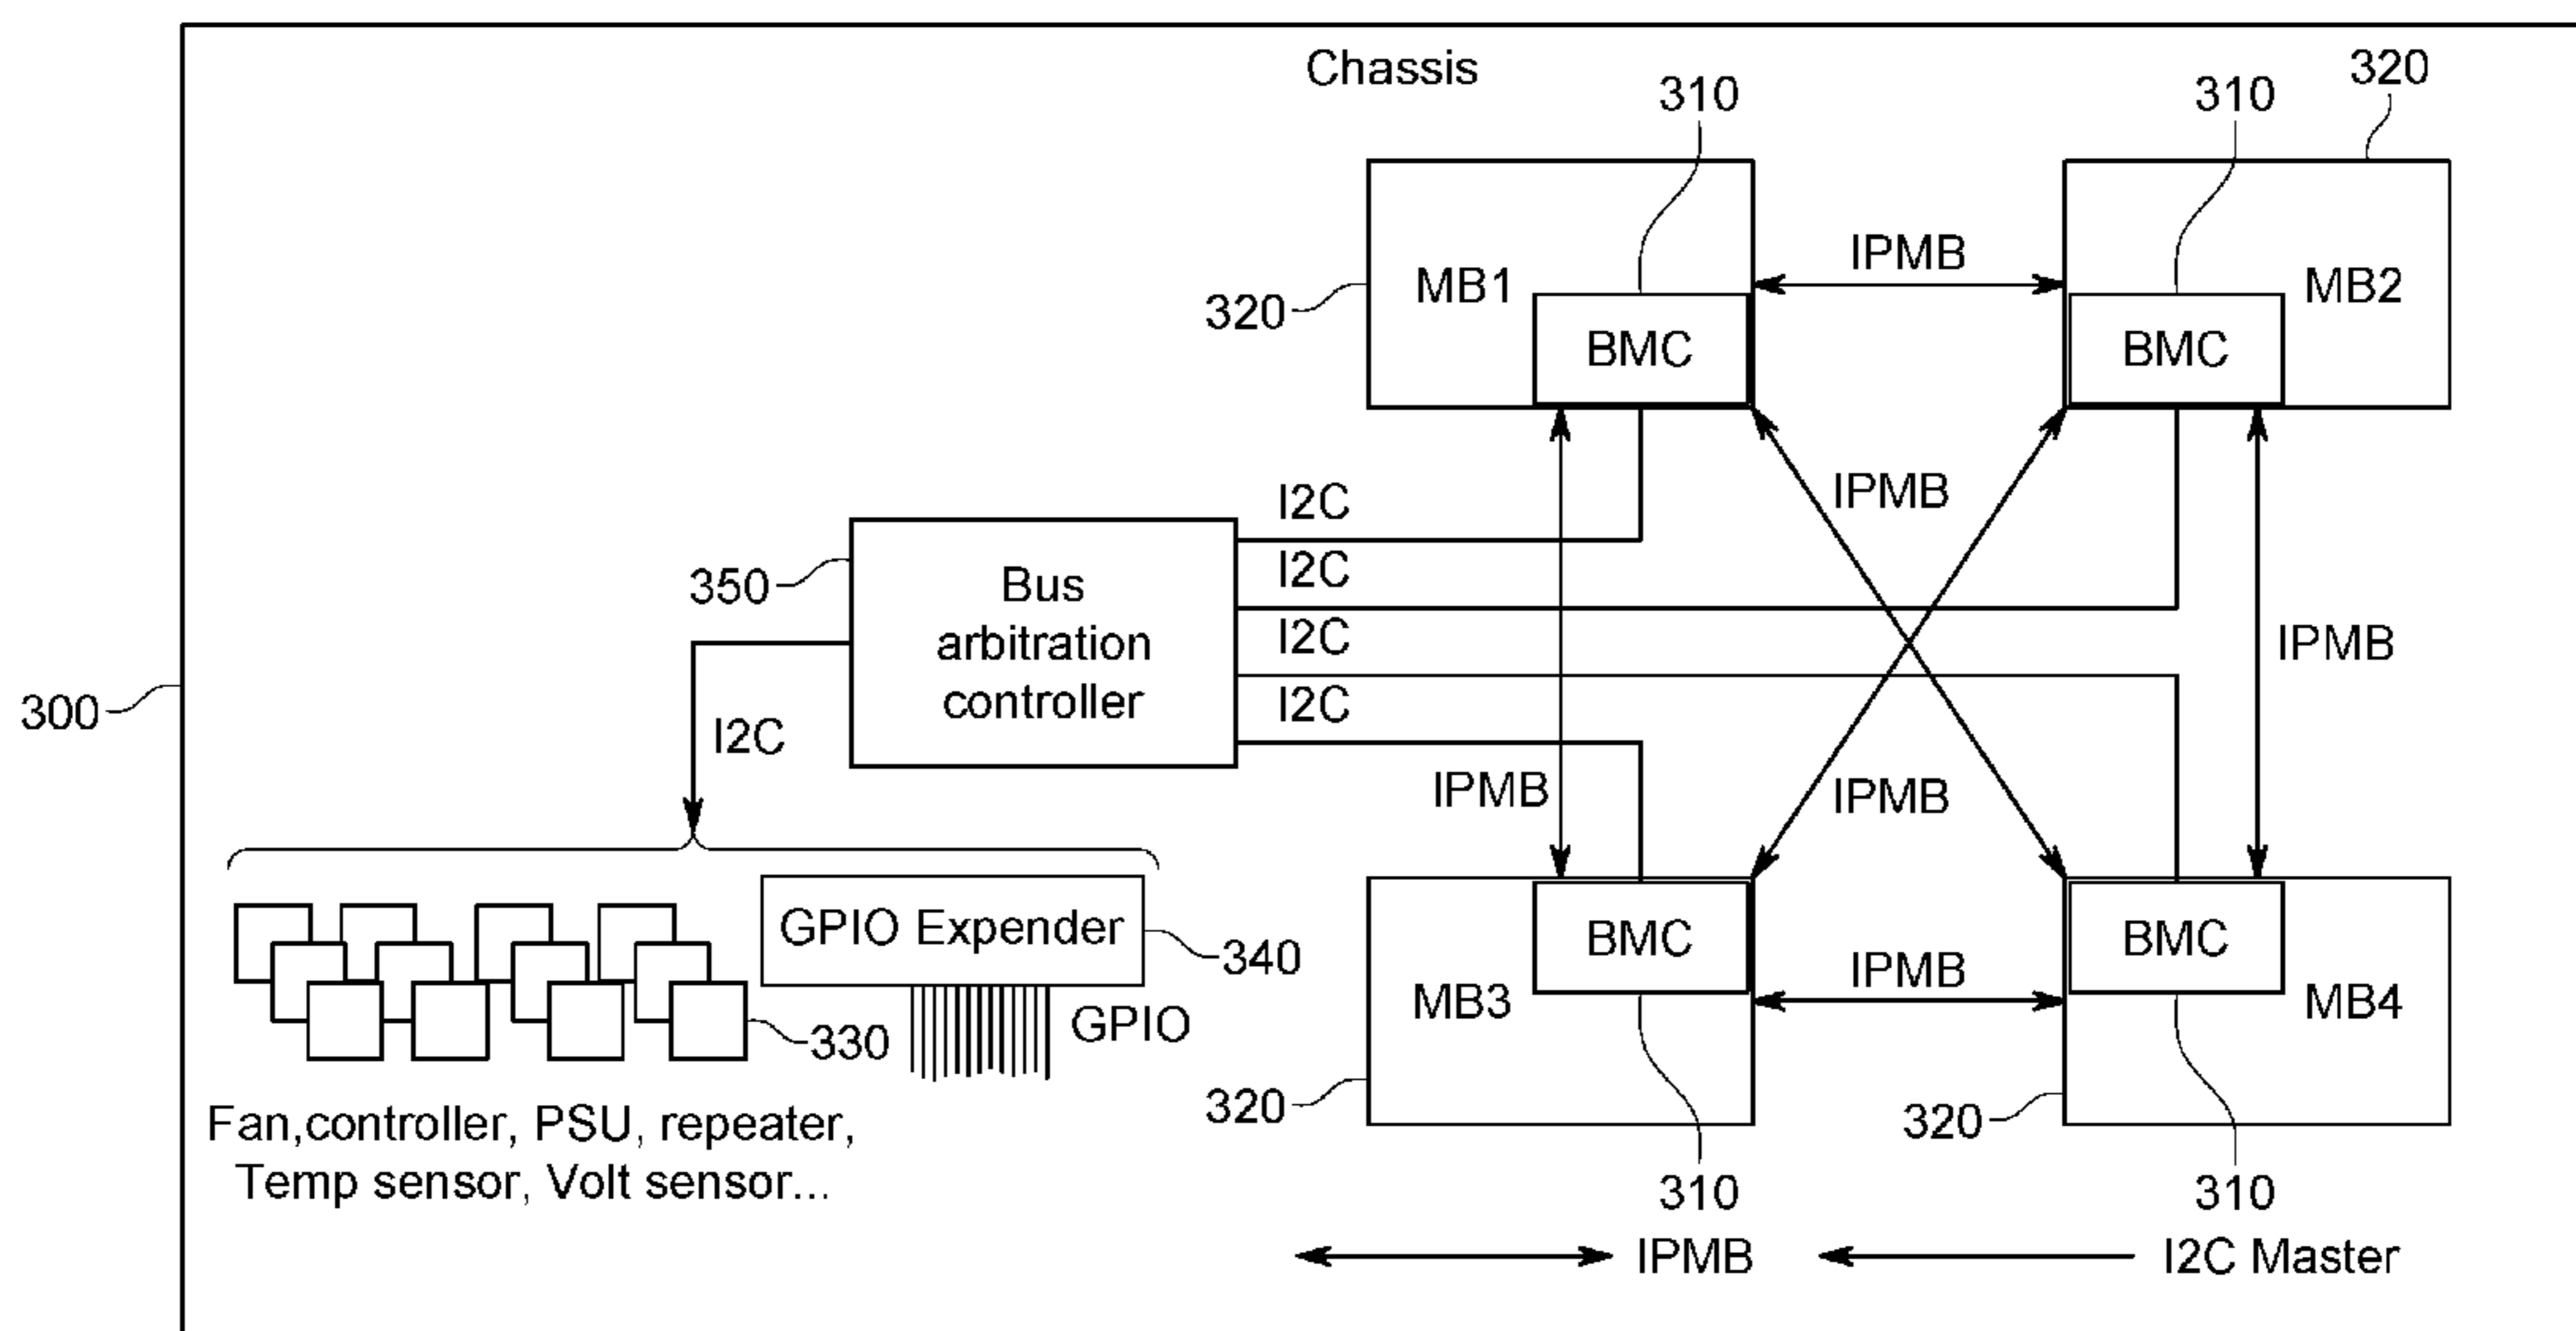 Chassis
310
310
320
320
MB1
BMC
IPMB
MB2
BMC
I2C
I2C
I2C
I2C
350
Bus
arbitration
controller
IPMB
IPMB
IPMB
IPMB
300
I2C
GPIO Expender
340
330
GPIO
Fan,controller, PSU, repeater,
Temp sensor, Volt sensor...
BMC
MB3
IPMB
BMC
MB4
320
320
310
310
IPMB
I2C Master